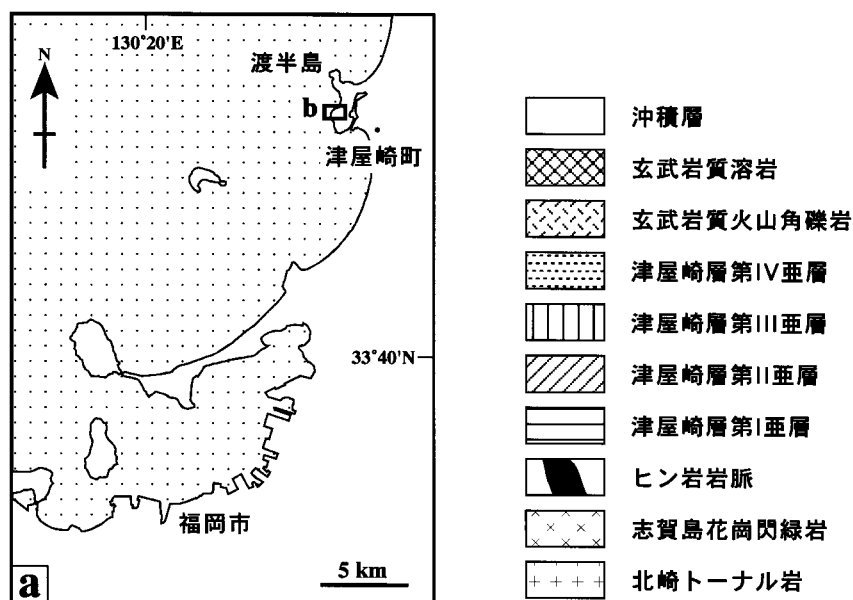 130°20'E
N
渡半島
b
津屋崎町
33°40'N
福岡市
5 km
a
沖積層
玄武岩質溶岩
玄武岩質火山角礫岩
津屋崎層第IV亜層
津屋崎層第III亜層
津屋崎層第II亜層
津屋崎層第I亜層
ヒン岩岩脈
志賀島花崗閃緑岩
北崎トーナル岩